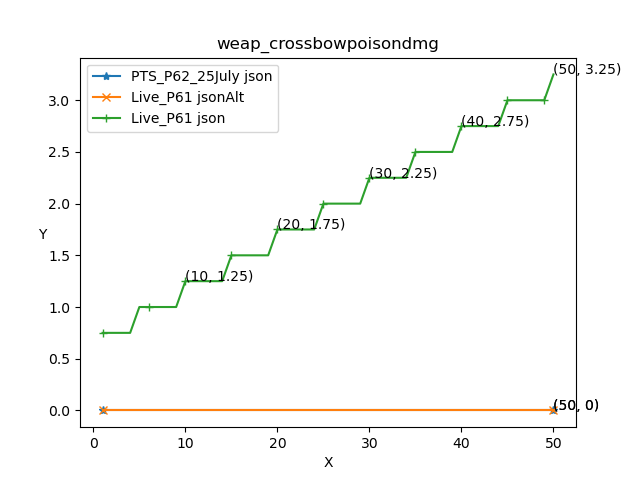 weap_crossbowpoisondmg
PTS_P62_25July json
Live_P61 jsonAlt
Live_P61 json
(50, 3.25)
(40, 2.75)
(30, 2.25)
(20, 1.75)
(10, 1.25)
(50, 0)
(50, 0)
Y
3.0
2.5
2.0
1.5
1.0
0.5
0.0
0 10 20 30 40 50
X